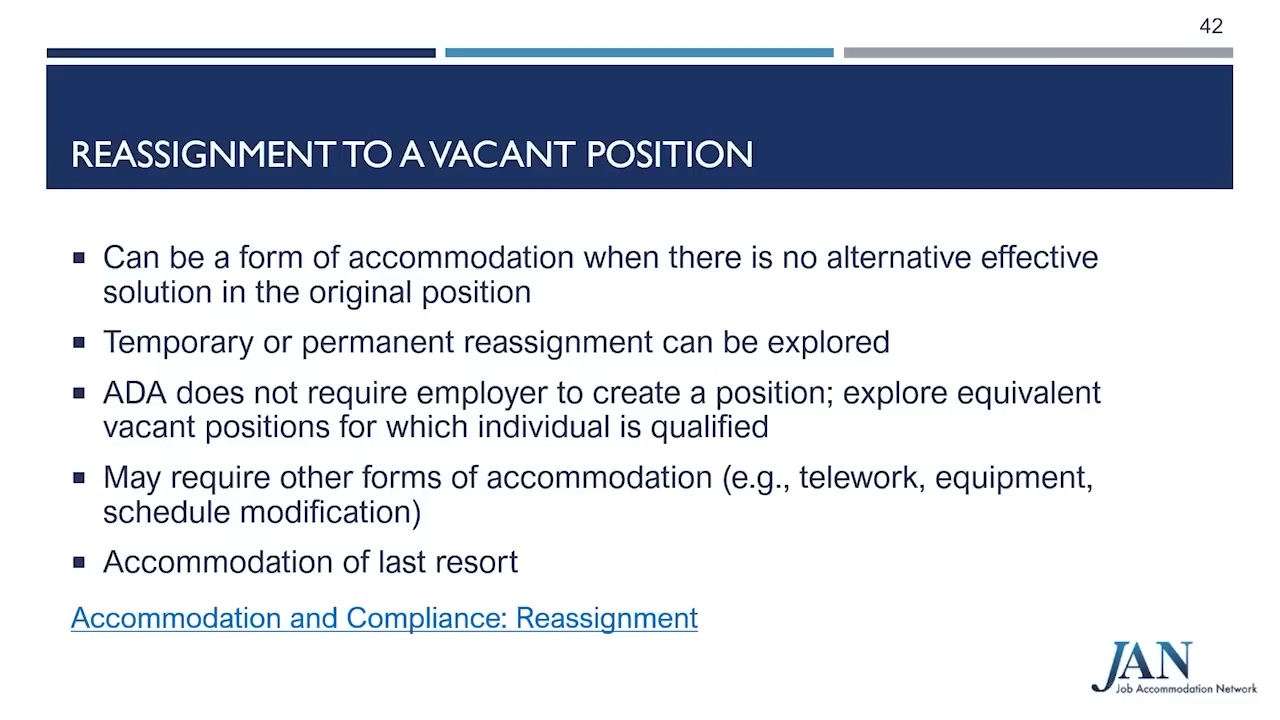 42
REASSIGNMENT TO A VACANT POSITION
▪ Can be a form of accommodation when there is no alternative effective
solution in the original position
▪ Temporary or permanent reassignment can be explored
▪ ADA does not require employer to create a position; explore equivalent
vacant positions for which individual is qualified
▪ May require other forms of accommodation (e.g., telework, equipment,
schedule modification)
▪ Accommodation of last resort
Accommodation and Compliance: Reassignment
JAN
Job Accommodation Network